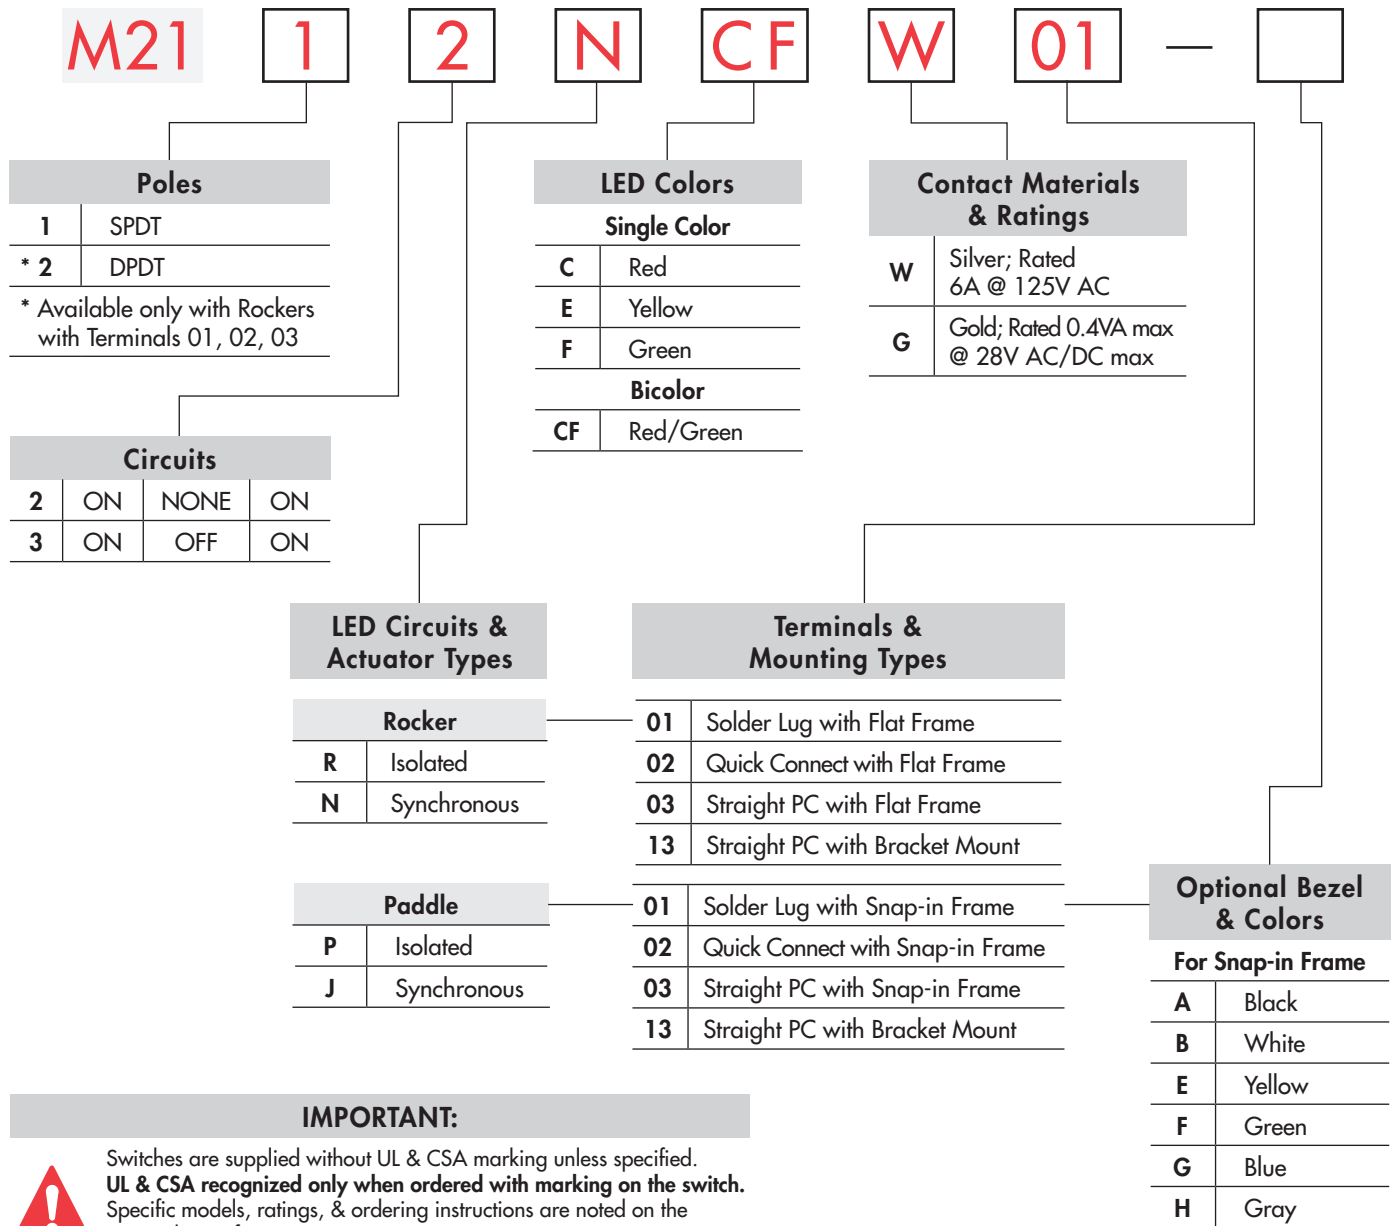 M21 1 2 N CF W 01 —
Poles
1 SPDT
* 2 DPDT
* Available only with Rockers
with Terminals 01, 02, 03
Circuits
2 ON NONE ON
3 ON OFF ON
LED Colors
Single Color
C Red
E Yellow
F Green
Bicolor
CF Red/Green
Contact Materials
& Ratings
W Silver; Rated
6A @ 125V AC
G Gold; Rated 0.4VA max
@ 28V AC/DC max
LED Circuits &
Actuator Types
Rocker
R Isolated
N Synchronous
Paddle
P Isolated
J Synchronous
Terminals &
Mounting Types
01 Solder Lug with Flat Frame
02 Quick Connect with Flat Frame
03 Straight PC with Flat Frame
13 Straight PC with Bracket Mount
01 Solder Lug with Snap-in Frame
02 Quick Connect with Snap-in Frame
03 Straight PC with Snap-in Frame
13 Straight PC with Bracket Mount
Optional Bezel
& Colors
For Snap-in Frame
A Black
B White
E Yellow
F Green
G Blue
H Gray
IMPORTANT:
Switches are supplied without UL & CSA marking unless specified.
UL & CSA recognized only when ordered with marking on the switch.
Specific models, ratings, & ordering instructions are noted on the